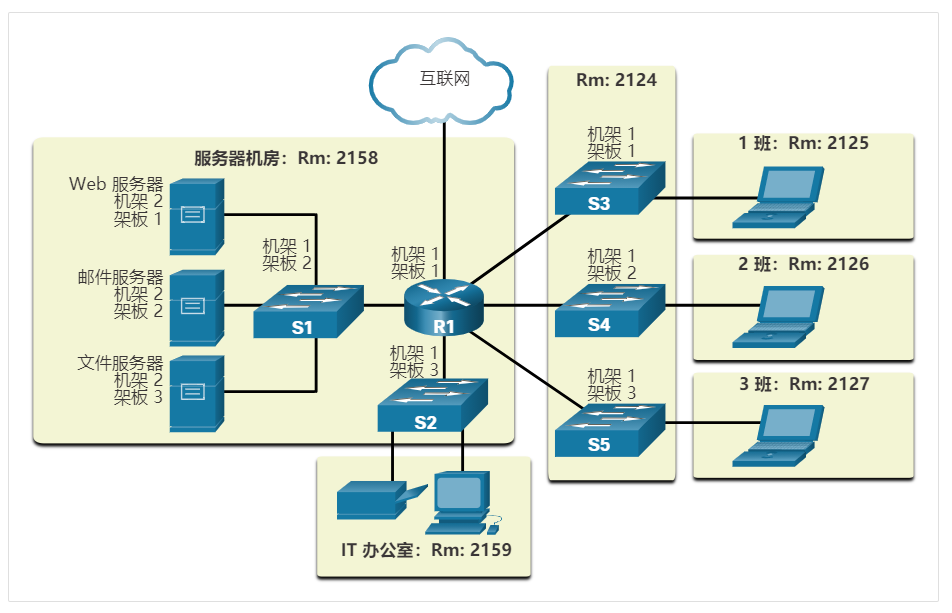 互联网
服务器机房：Rm: 2158
Web 服务器
机架 2
架板 1
邮件服务器
机架 2
架板 2
文件服务器
机架 2
架板 3
机架 1
架板 2
S1
机架 1
架板 1
R1
机架 1
架板 3
S2
IT 办公室：Rm: 2159
Rm: 2124
机架 1
架板 1
S3
机架 1
架板 2
S4
机架 1
架板 3
S5
1 班：Rm: 2125
2 班：Rm: 2126
3 班：Rm: 2127